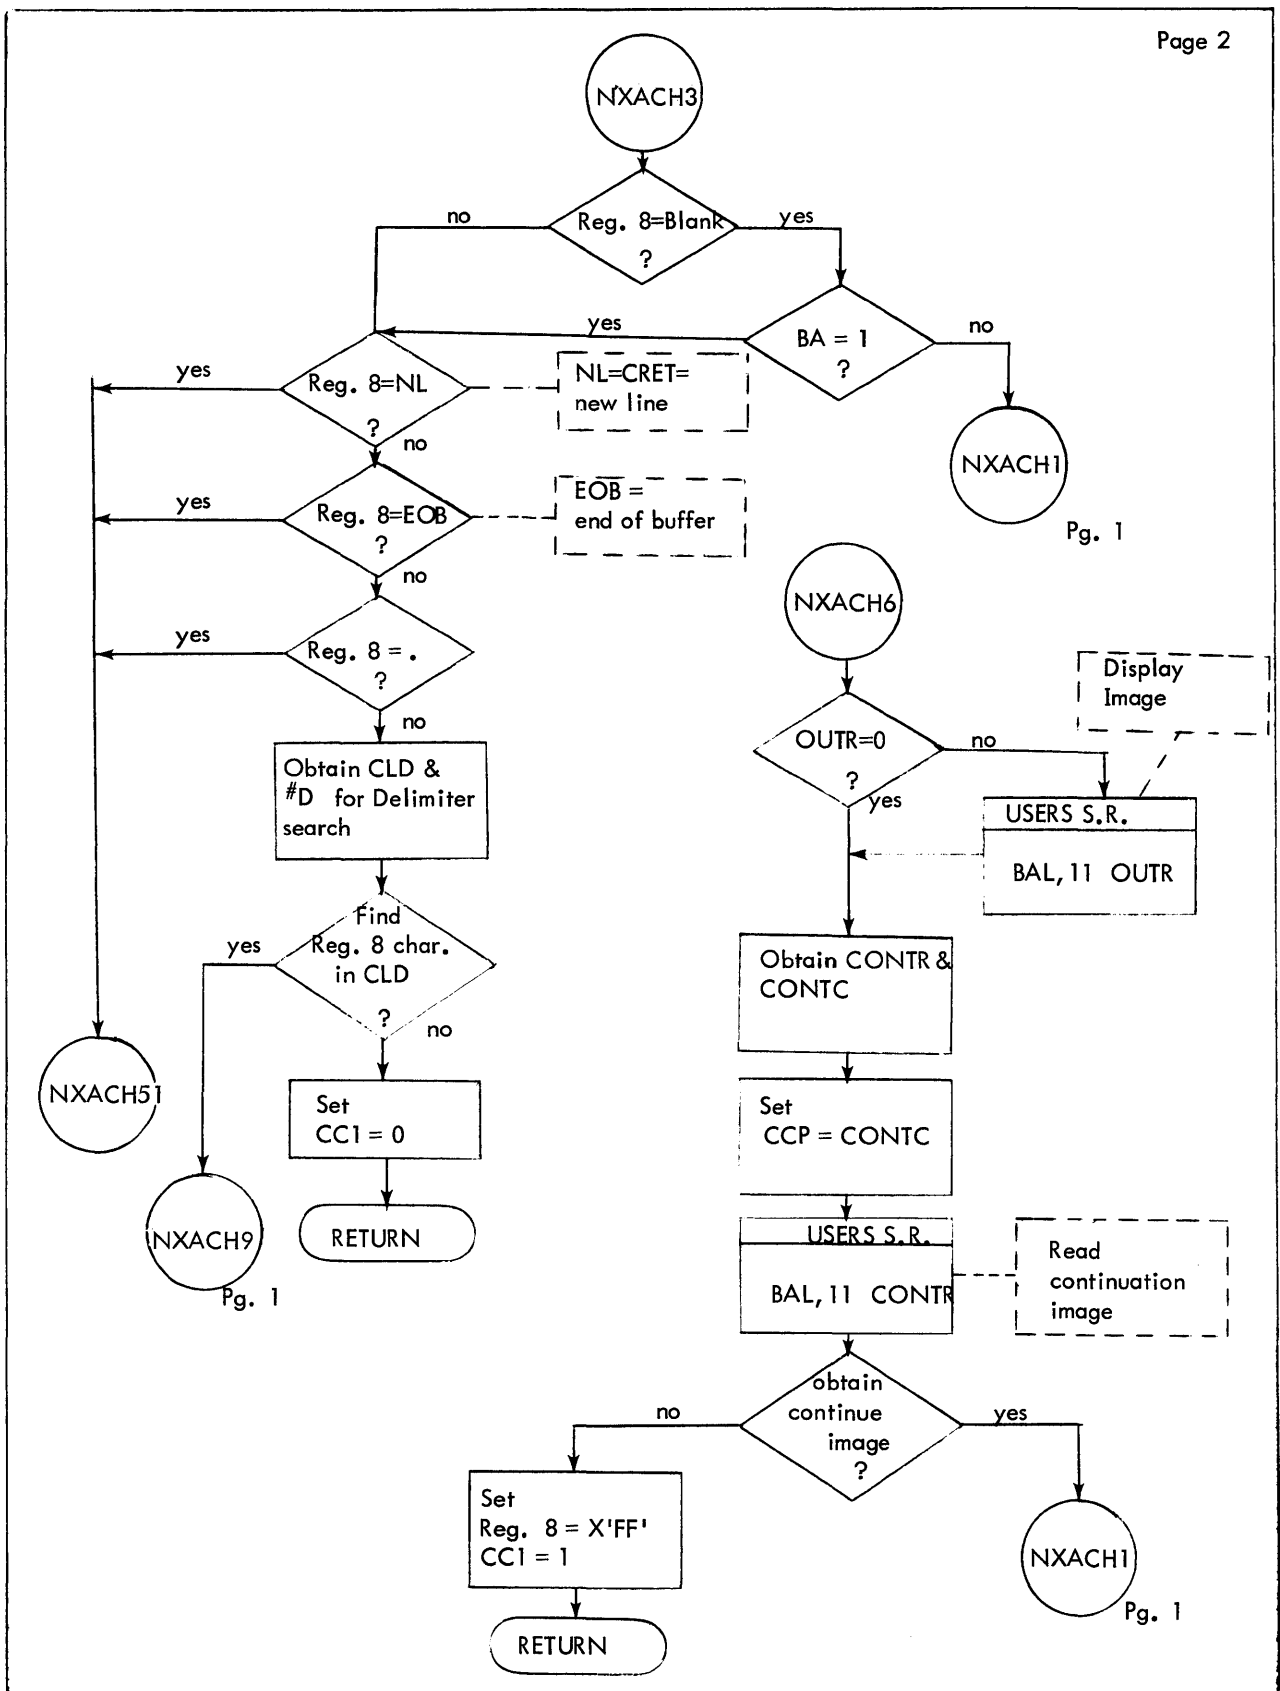 Page 2
NXACH3
no
Reg. 8=Blank
?
yes
yes
BA = 1
?
no
yes
Reg. 8=NL
?
no
NL=CRET=
new line
NXACH1
Pg. 1
yes
Reg. 8=EOB
?
no
EOB =
end of buffer
yes
Reg. 8 = .
?
no
Obtain CLD &
#D for Delimiter
search
yes
Find
Reg. 8 char.
in CLD
?
no
NXACH51
Set
CC1 = 0
NXACH9
Pg. 1
RETURN
NXACH6
OUTR=0
?
yes
no
Display
Image
USERS S.R.
BAL, 11 OUTR
Obtain CONTR &
CONTC
Set
CCP = CONTC
USERS S.R.
BAL, 11 CONTR
Read
continuation
image
no
obtain
continue
image
?
yes
Set
Reg. 8 = X'FF'
CC1 = 1
RETURN
NXACH1
Pg. 1